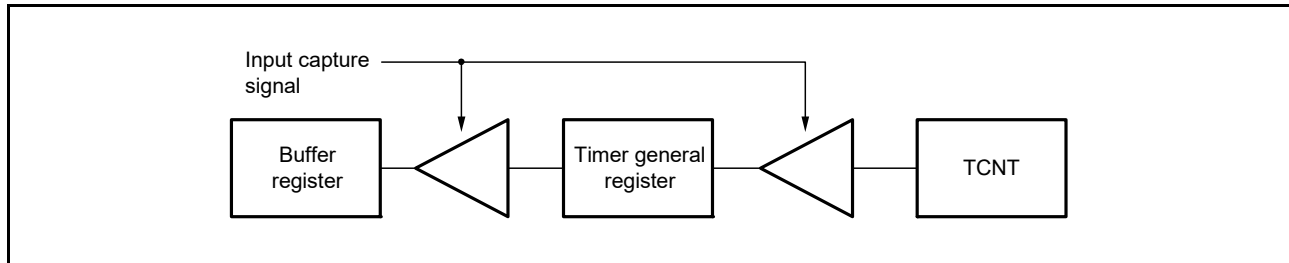 Input capture
signal
Buffer
register
Timer general
register
TCNT